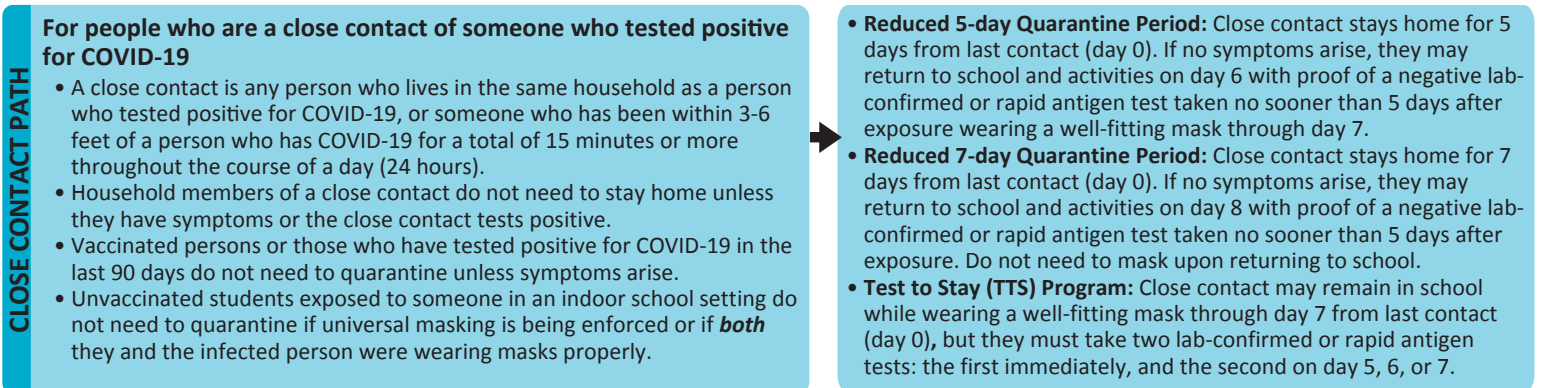 CLOSE CONTACT PATH
For people who are a close contact of someone who tested positive
for COVID-19
• A close contact is any person who lives in the same household as a person
who tested positive for COVID-19, or someone who has been within 3-6
feet of a person who has COVID-19 for a total of 15 minutes or more
throughout the course of a day (24 hours).
• Household members of a close contact do not need to stay home unless
they have symptoms or the close contact tests positive.
• Vaccinated persons or those who have tested positive for COVID-19 in the
last 90 days do not need to quarantine unless symptoms arise.
• Unvaccinated students exposed to someone in an indoor school setting do
not need to quarantine if universal masking is being enforced or if both
they and the infected person were wearing masks properly.
• Reduced 5-day Quarantine Period: Close contact stays home for 5
days from last contact (day 0). If no symptoms arise, they may
return to school and activities on day 6 with proof of a negative lab-
confirmed or rapid antigen test taken no sooner than 5 days after
exposure wearing a well-fitting mask through day 7.
• Reduced 7-day Quarantine Period: Close contact stays home for 7
days from last contact (day 0). If no symptoms arise, they may
return to school and activities on day 8 with proof of a negative lab-
confirmed or rapid antigen test taken no sooner than 5 days after
exposure. Do not need to mask upon returning to school.
• Test to Stay (TTS) Program: Close contact may remain in school
while wearing a well-fitting mask through day 7 from last contact
(day 0), but they must take two lab-confirmed or rapid antigen
tests: the first immediately, and the second on day 5, 6, or 7.